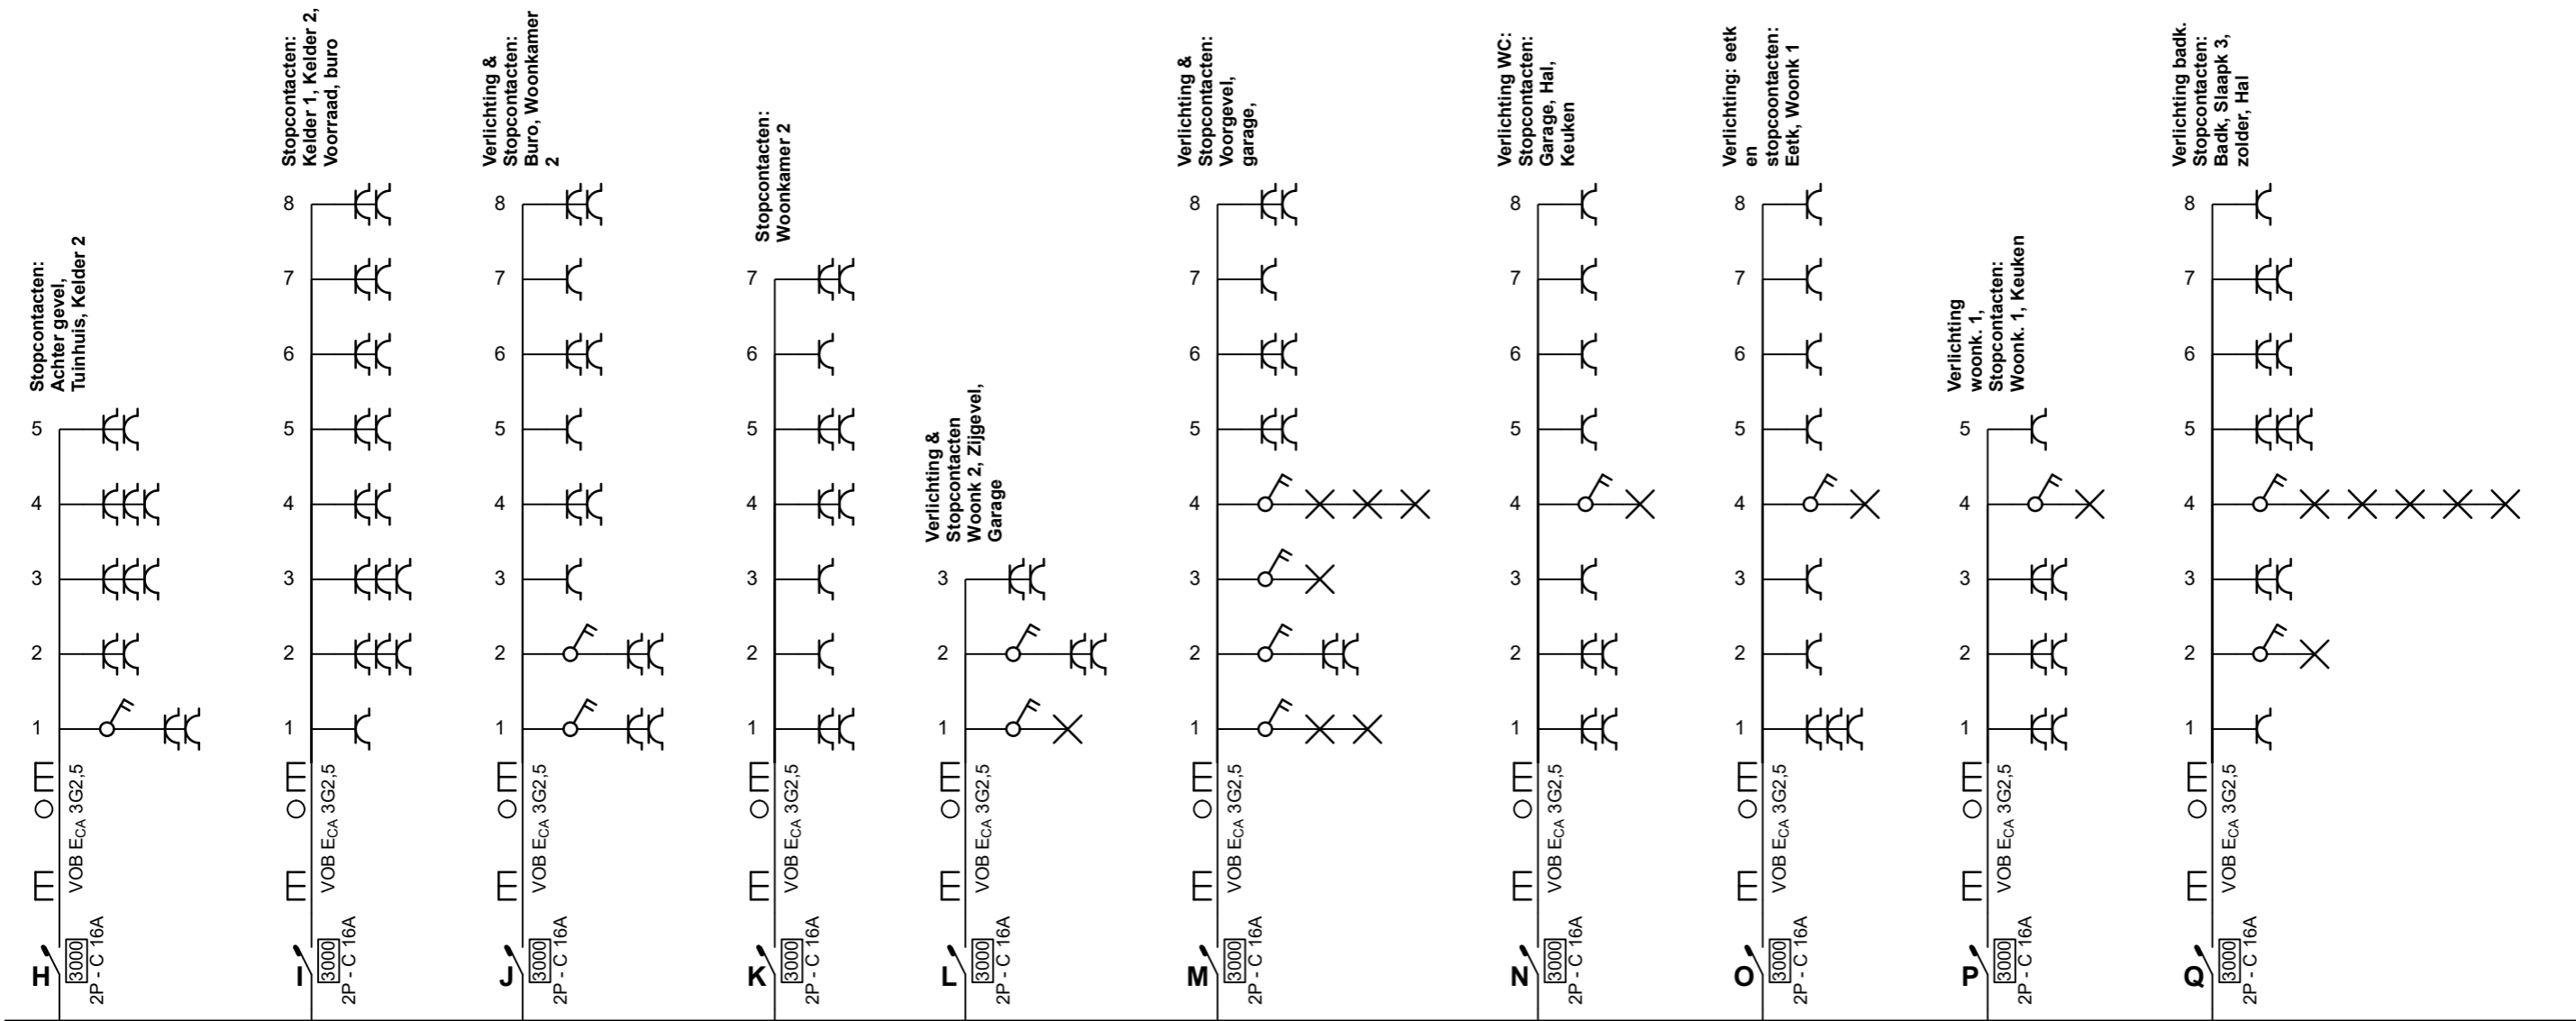 Stopcontacten:
Achter gevel,
Tuinhuis, Kelder 2
5
4
3
2
1
VOB ECA 3G2,5
H
3000
2P - C 16A
Stopcontacten:
Kelder 1, Kelder 2,
Voorraad, buro
8
7
6
5
4
3
2
1
VOB ECA 3G2,5
I
3000
2P - C 16A
Verlichting &
Stopcontacten:
Buro, Woonkamer
2
8
7
6
5
4
3
2
1
VOB ECA 3G2,5
J
3000
2P - C 16A
Stopcontacten:
Woonkamer 2
7
6
5
4
3
2
1
VOB ECA 3G2,5
K
3000
2P - C 16A
Verlichting &
Stopcontacten
Woonk 2, Zijgevel,
Garage
3
2
1
VOB ECA 3G2,5
L
3000
2P - C 16A
Verlichting &
Stopcontacten:
Voorgevel,
garage,
8
7
6
5
4
3
2
1
VOB ECA 3G2,5
M
3000
2P - C 16A
Verlichting WC:
Stopcontacten:
Garage, Hal,
Keuken
8
7
6
5
4
3
2
1
VOB ECA 3G2,5
N
3000
2P - C 16A
Verlichting: eetk
en
stopcoontacten:
Eetk, Woonk 1
8
7
6
5
4
3
2
1
VOB ECA 3G2,5
O
3000
2P - C 16A
Verlichting
woonk. 1,
Stopcontacten:
Woonk. 1, Keuken
5
4
3
2
1
VOB ECA 3G2,5
P
3000
2P - C 16A
Verlichting badk.
Stopcontacten:
Badk, Slaapk 3,
zolder, Hal
8
7
6
5
4
3
2
1
VOB ECA 3G2,5
Q
3000
2P - C 16A